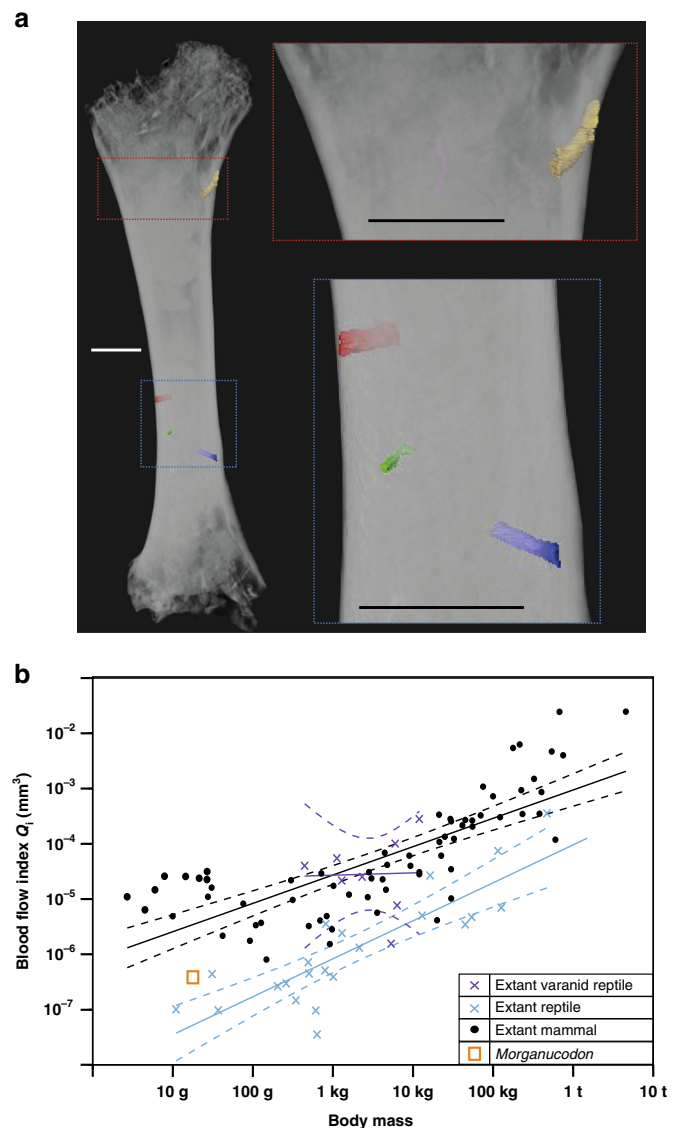 a
b
Blood flow index Qi (mm³)
10⁻²
10⁻³
10⁻⁴
10⁻⁵
10⁻⁶
10⁻⁷
Extant varanid reptile
Extant reptile
Extant mammal
Morganucodon
10 g 100 g 1 kg 10 kg 100 kg 1 t 10 t
Body mass